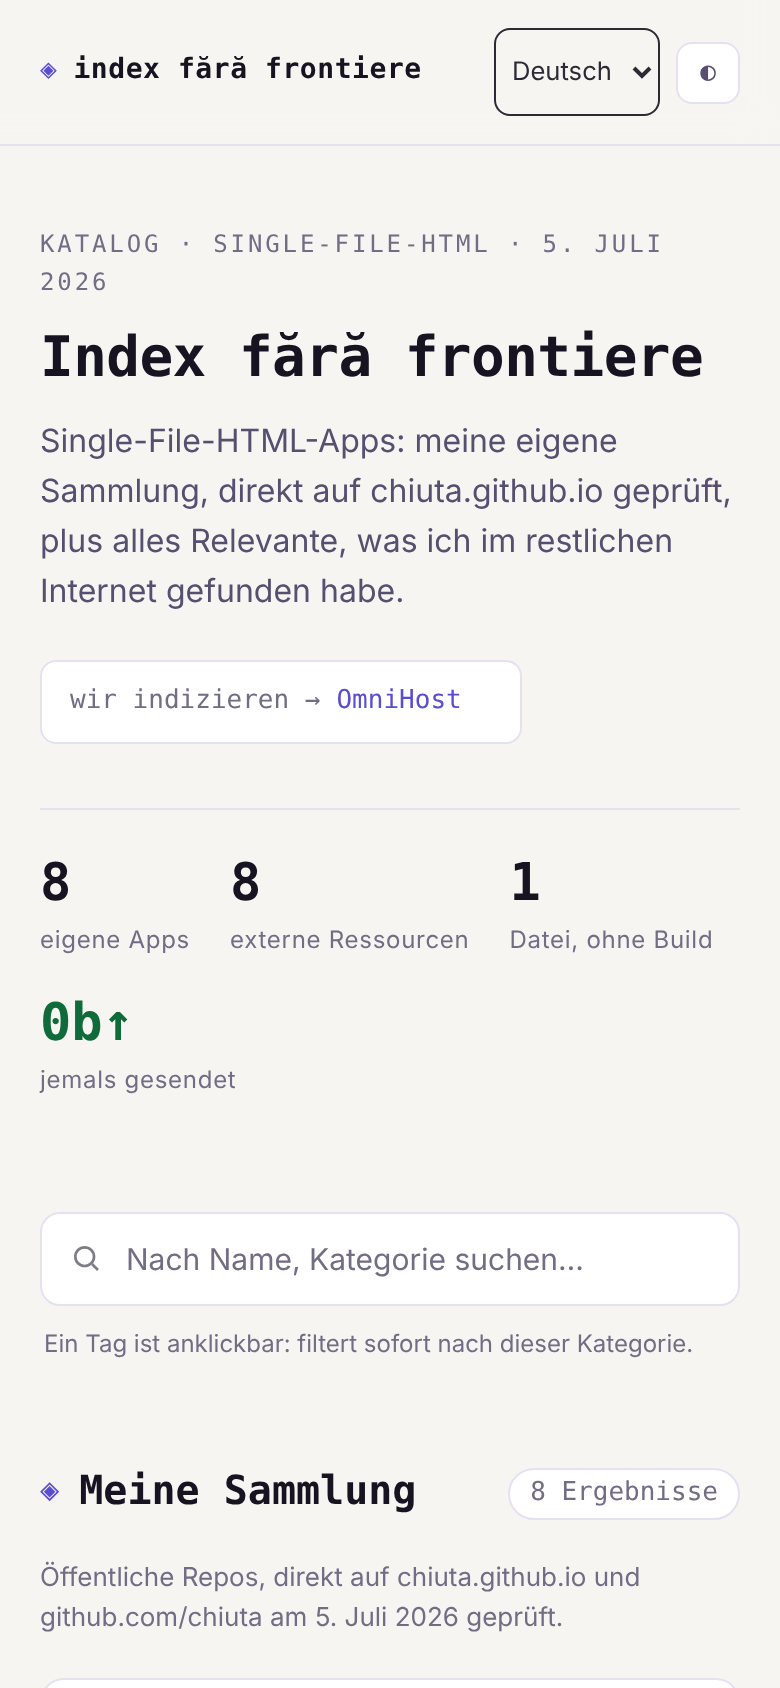 ◈ index fără frontiere
Deutsch
◐
KATALOG · SINGLE-FILE-HTML · 5. JULI
2026
Index fără frontiere
Single-File-HTML-Apps: meine eigene
Sammlung, direkt auf chiuta.github.io geprüft,
plus alles Relevante, was ich im restlichen
Internet gefunden habe.
wir indizieren → OmniHost
8
eigene Apps
8
externe Ressourcen
1
Datei, ohne Build
0b↑
jemals gesendet
Nach Name, Kategorie suchen…
Ein Tag ist anklickbar: filtert sofort nach dieser Kategorie.
◈ Meine Sammlung
8 Ergebnisse
Öffentliche Repos, direkt auf chiuta.github.io und
github.com/chiuta am 5. Juli 2026 geprüft.